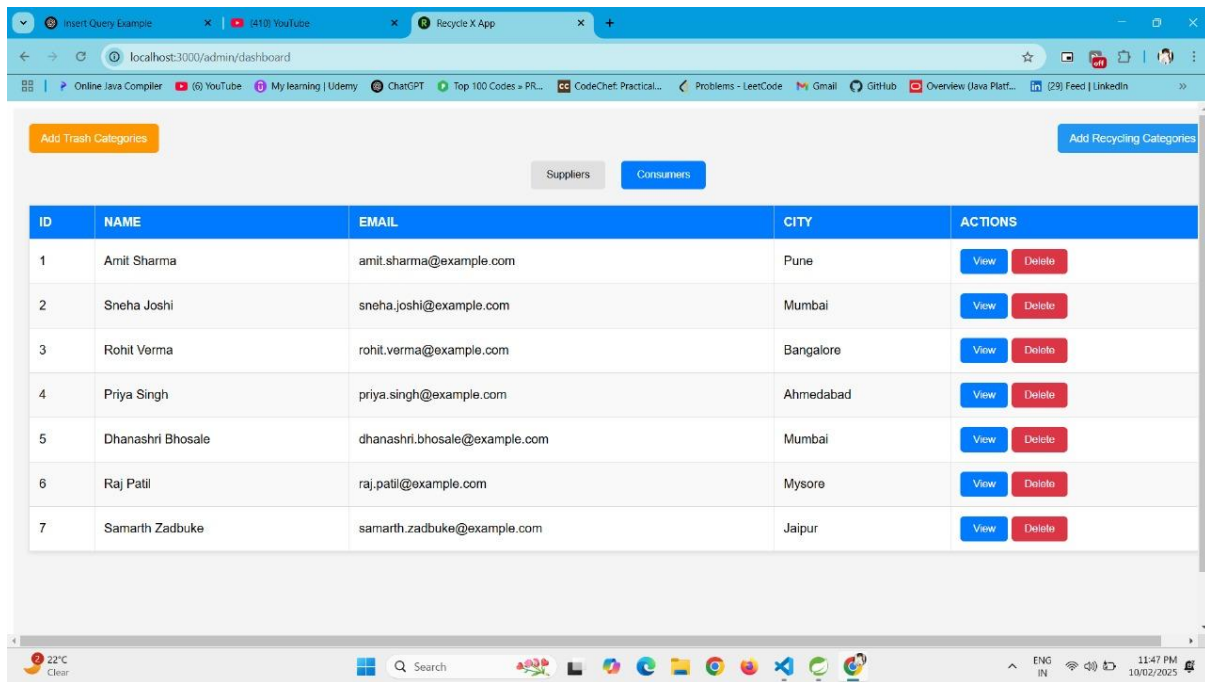 Insert Query Example (410) YouTube Recycle X App
localhost:3000/admin/dashboard
off
Online Java Compiler (6) YouTube My learning | Udemy ChatGPT Top 100 Codes » PR... CodeChef: Practical... Problems - LeetCode Gmail GitHub Overview (Java Platf... (29) Feed | LinkedIn
Add Trash Categories Add Recycling Categories
Suppliers Consumers
ID NAME EMAIL CITY ACTIONS
1 Amit Sharma amit.sharma@example.com Pune View Delete
2 Sneha Joshi sneha.joshi@example.com Mumbai View Delete
3 Rohit Verma rohit.verma@example.com Bangalore View Delete
4 Priya Singh priya.singh@example.com Ahmedabad View Delete
5 Dhanashri Bhosale dhanashri.bhosale@example.com Mumbai View Delete
6 Raj Patil raj.patil@example.com Mysore View Delete
7 Samarth Zadbuke samarth.zadbuke@example.com Jaipur View Delete
2 22°C Search ENG 11:47 PM
Clear IN 10/02/2025